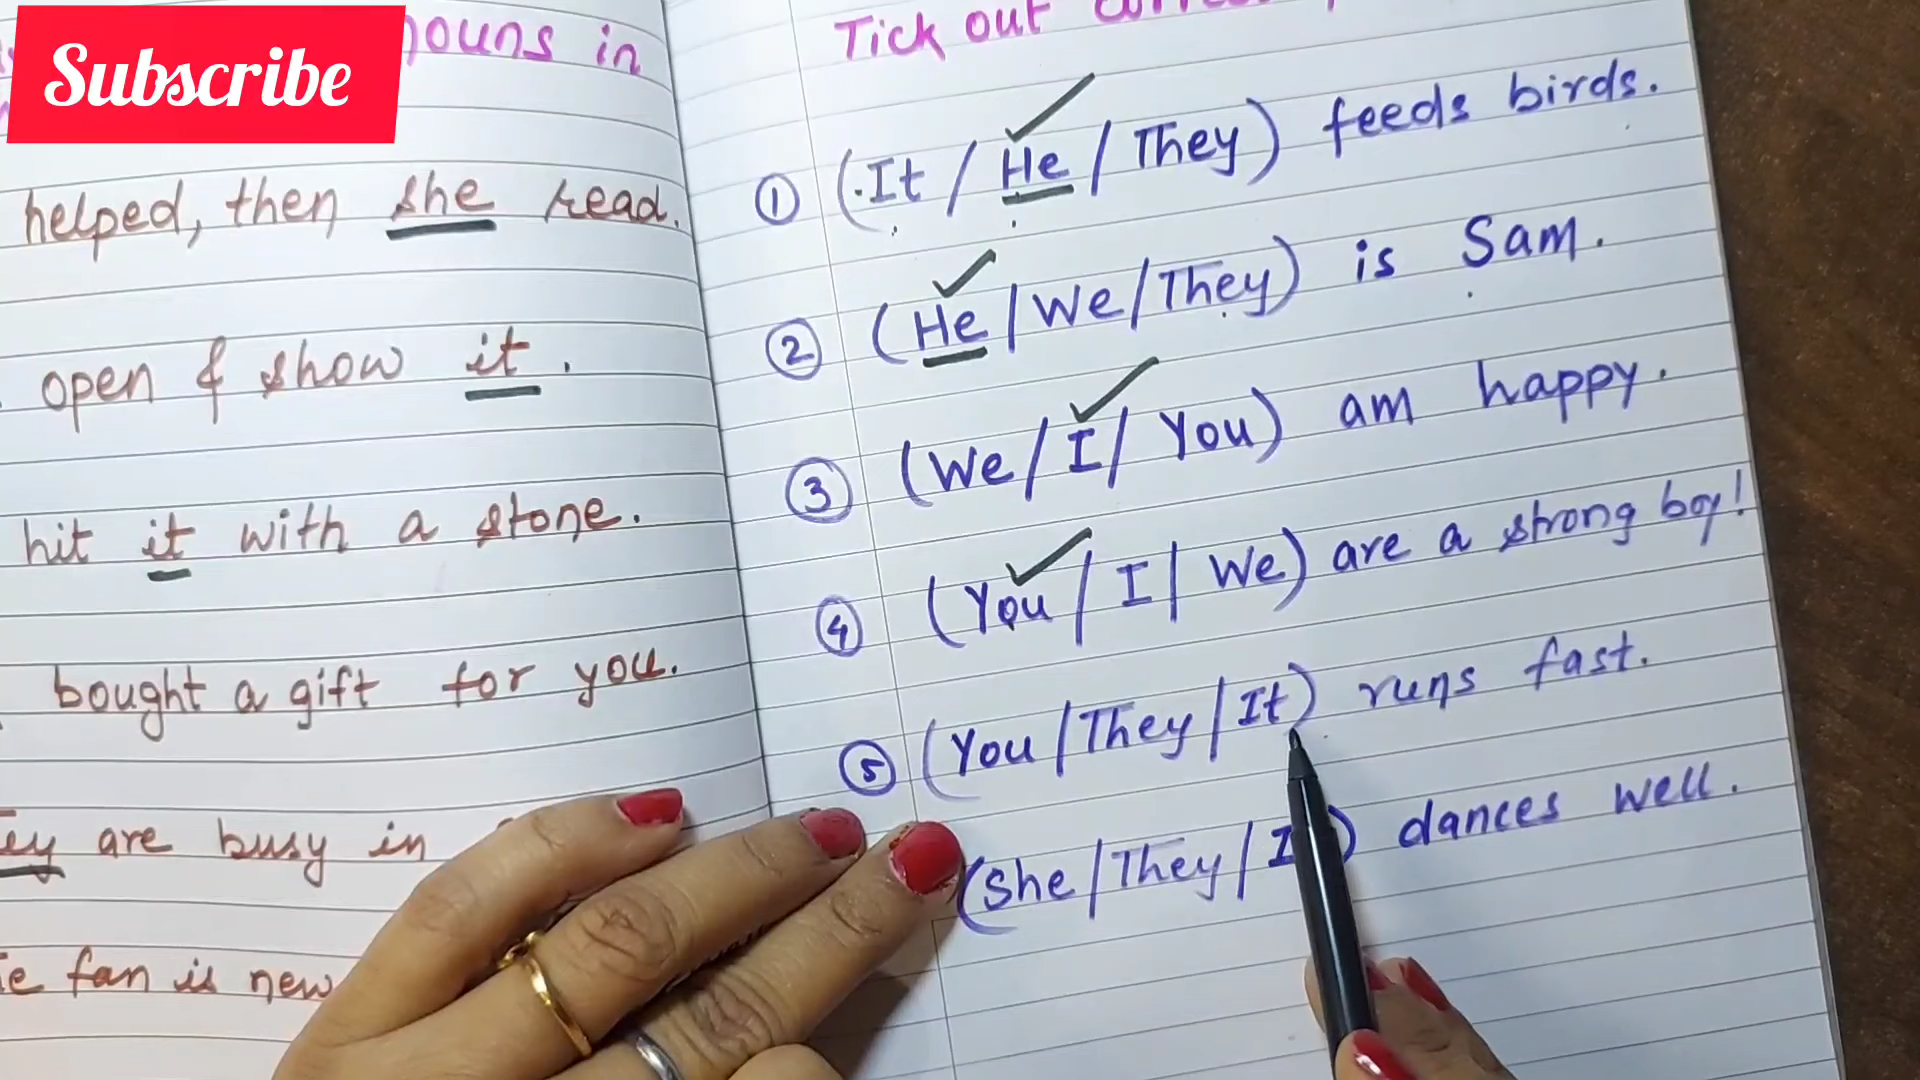 Subscribe
nouns in
helped, then she read.
open & show it.
hit it with a stone.
bought a gift for you.
ey are busy in
fan is new
Tick out
① (It / He / They) feeds birds.
② (He / We / They) is Sam.
③ (We / I / You) am happy.
④ (You / I / We) are a strong boy!
⑤ (You / They / It) runs fast.
(She / They / I ) dances well.